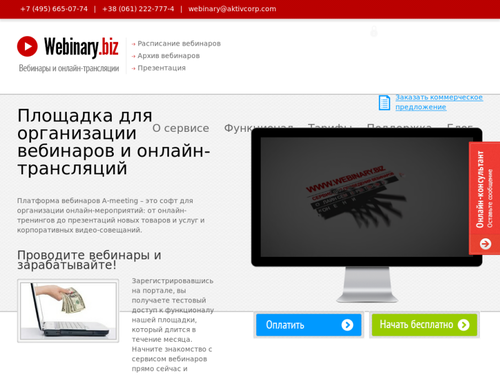 +7 (495) 665-07-74 | +38 (061) 222-777-4 | webinary@aktivcorp.com
Webinary.biz
Вебинары и онлайн-трансляции
Расписание вебинаров
Архив вебинаров
Презентация
Заказать коммерческое
предложение
О сервисе Функционал Тарифы Поддержка Блог
Площадка для
организации
вебинаров и онлайн-
трансляций
Платформа вебинаров A-meeting – это софт для
организации онлайн-мероприятий: от онлайн-
тренингов до презентаций новых товаров и услуг и
корпоративных видео-совещаний.
Проводите вебинары и
зарабатывайте!
Зарегистрировавшись
на портале, вы
получаете тестовый
доступ к функционалу
нашей площадки,
который длится в
течение месяца.
Начните знакомство с
сервисом вебинаров
прямо сейчас и
WWW.WEBINARY.BIZ
Оплатить
Начать бесплатно
Онлайн-консультант
Оставьте сообщение